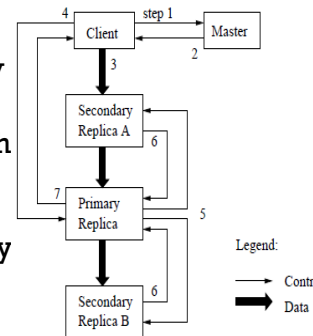 4
step 1
Client
Master
2
3
Secondary
Replica A
6
7
Primary
Replica
5
Legend:
6
Data
Secondary
Replica B